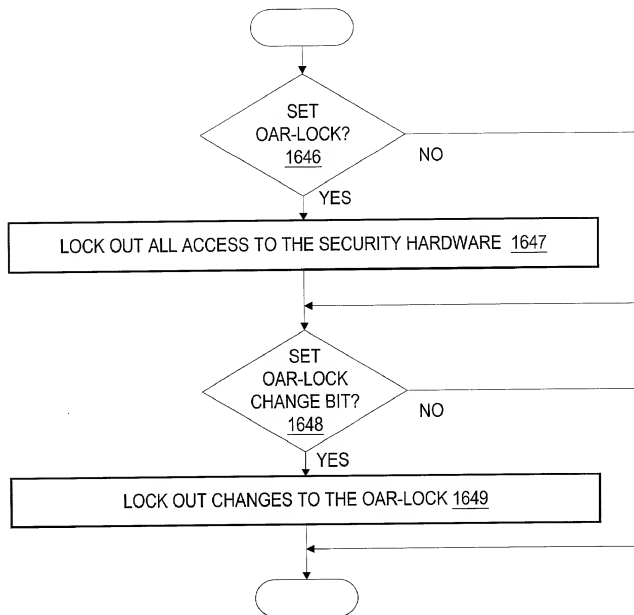 SET
OAR-LOCK?
1646
NO
YES
LOCK OUT ALL ACCESS TO THE SECURITY HARDWARE 1647
SET
OAR-LOCK
CHANGE BIT?
1648
NO
YES
LOCK OUT CHANGES TO THE OAR-LOCK 1649